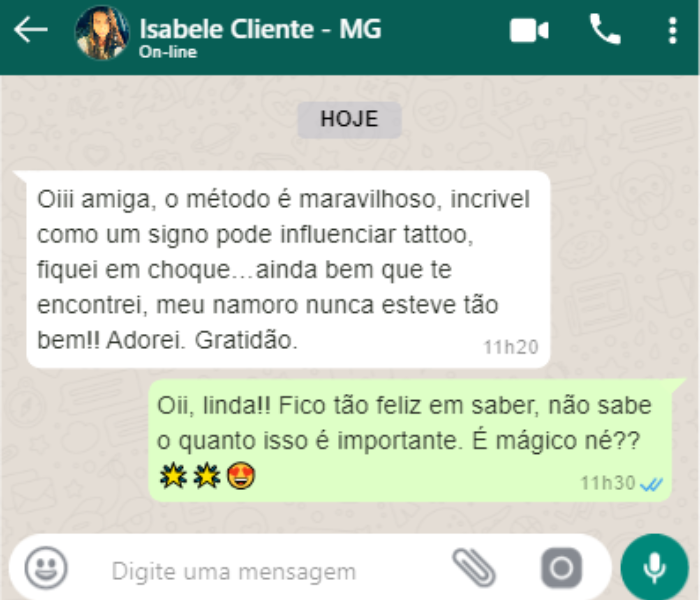 Isabele Cliente - MG
On-line
HOJE
Oiii amiga, o método é maravilhoso, incrivel
como um signo pode influenciar tattoo,
fiquei em choque...ainda bem que te
encontrei, meu namoro nunca esteve tão
bem!! Adorei. Gratidão.
11h20
Oii, linda!! Fico tão feliz em saber, não sabe
o quanto isso é importante. É mágico né??
🌟🌟😍
11h30
Digite uma mensagem